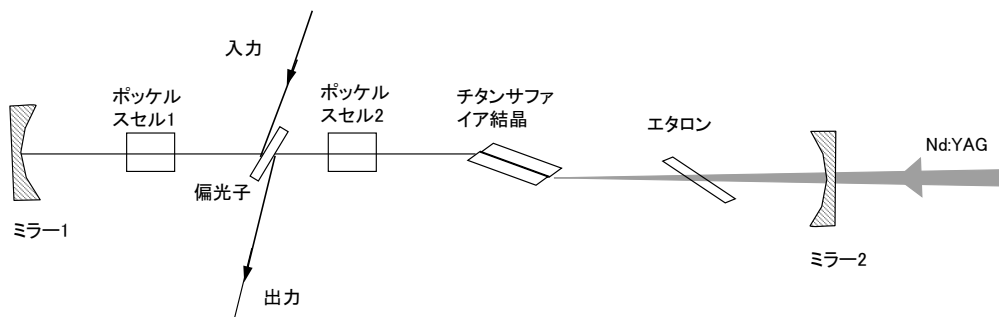 入力
ポッケル
スセル1
ポッケル
スセル2
チタンサファ
イア結晶
エタロン
Nd:YAG
偏光子
ミラー1
ミラー2
出力